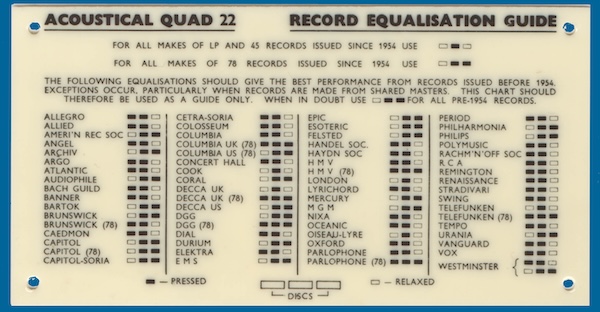 ACOUSTICAL QUAD 22 RECORD EQUALISATION GUIDE
FOR ALL MAKES OF LP AND 45 RECORDS ISSUED SINCE 1954 USE
FOR ALL MAKES OF 78 RECORDS ISSUED SINCE 1954 USE
THE FOLLOWING EQUALISATIONS SHOULD GIVE THE BEST PERFORMANCE FROM RECORDS ISSUED BEFORE 1954.
EXCEPTIONS OCCUR, PARTICULARLY WHEN RECORDS ARE MADE FROM SHARED MASTERS. THIS CHART SHOULD
THEREFORE BE USED AS A GUIDE ONLY. WHEN IN DOUBT USE FOR ALL PRE-1954 RECORDS.
ALLEGRO
ALLIED
AMERI'N REC SOC
ANGEL
ARCHIV
ARGO
ATLANTIC
AUDIOPHILE
BACH GUILD
BANNER
BARTOK
BRUNSWICK
BRUNSWICK (78)
CAEDMON
CAPITOL
CAPITOL (78)
CAPITOL-SORIA
CETRA-SORIA
COLOSSEUM
COLUMBIA
COLUMBIA UK (78)
COLUMBIA US (78)
CONCERT HALL
COOK
CORAL
DECCA UK
DECCA UK (78)
DECCA US
DGG
DGG (78)
DIAL
DURIUM
ELEKTRA
E M S
EPIC
ESOTERIC
FELSTED
HANDEL SOC.
HAYDN SOC
H M V
H M V (78)
LONDON
LYRICHORD
MERCURY
M G M
NIXA
OCEANIC
OISEAU-LYRE
OXFORD
PARLOPHONE
PARLOPHONE (78)
PERIOD
PHILHARMONIA
PHILIPS
POLYMUSIC
RACHM'N'OFF SOC
R C A
REMINGTON
RENAISSANCE
STRADIVARI
SWING
TELEFUNKEN
TELEFUNKEN (78)
TEMPO
URANIA
VANGUARD
VOX
WESTMINSTER
— PRESSED
DISCS
— RELAXED